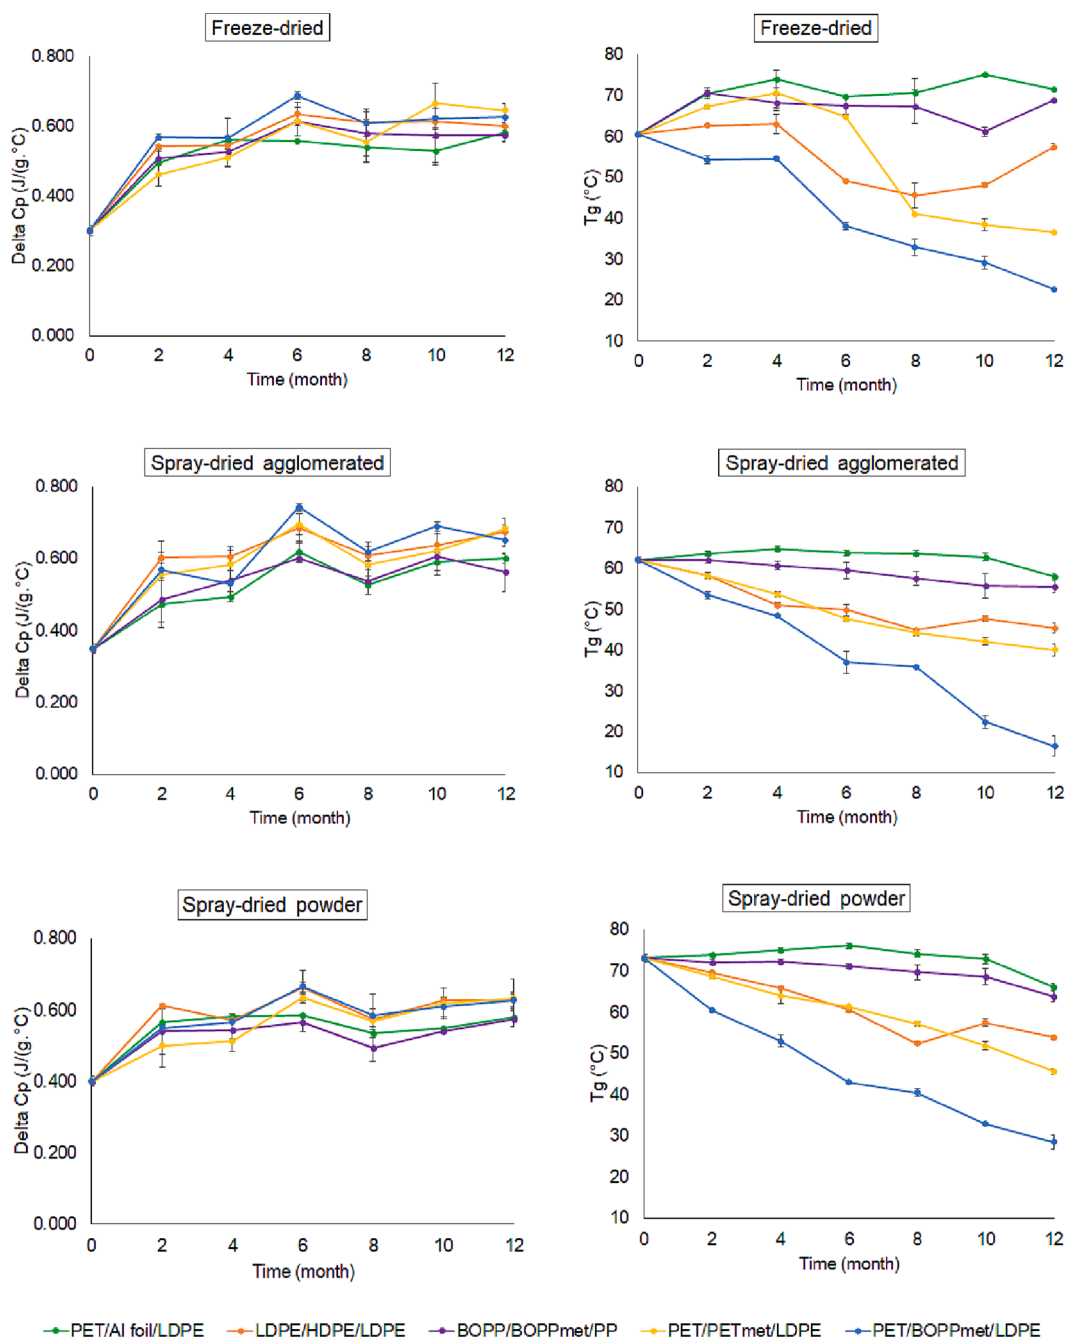 Freeze-dried
0.800
0.600
0.400
0.200
0.000
Delta Cp (J/(g.°C)
0 2 4 6 8 10 12
Time (month)
Freeze-dried
80
70
60
50
40
30
20
10
Tg (°C)
0 2 4 6 8 10 12
Time (month)
Spray-dried agglomerated
0.800
0.600
0.400
0.200
0.000
Delta Cp (J/(g.°C)
0 2 4 6 8 10 12
Time (month)
Spray-dried agglomerated
80
70
60
50
40
30
20
10
Tg (°C)
0 2 4 6 8 10 12
Time (month)
Spray-dried powder
0.800
0.600
0.400
0.200
0.000
Delta Cp (J/(g.°C)
0 2 4 6 8 10 12
Time (month)
Spray-dried powder
80
70
60
50
40
30
20
10
Tg (°C)
0 2 4 6 8 10 12
Time (month)
PET/Al foil/LDPE LDPE/HDPE/LDPE BOPP/BOPPmet/PP PET/PETmet/LDPE PET/BOPPmet/LDPE